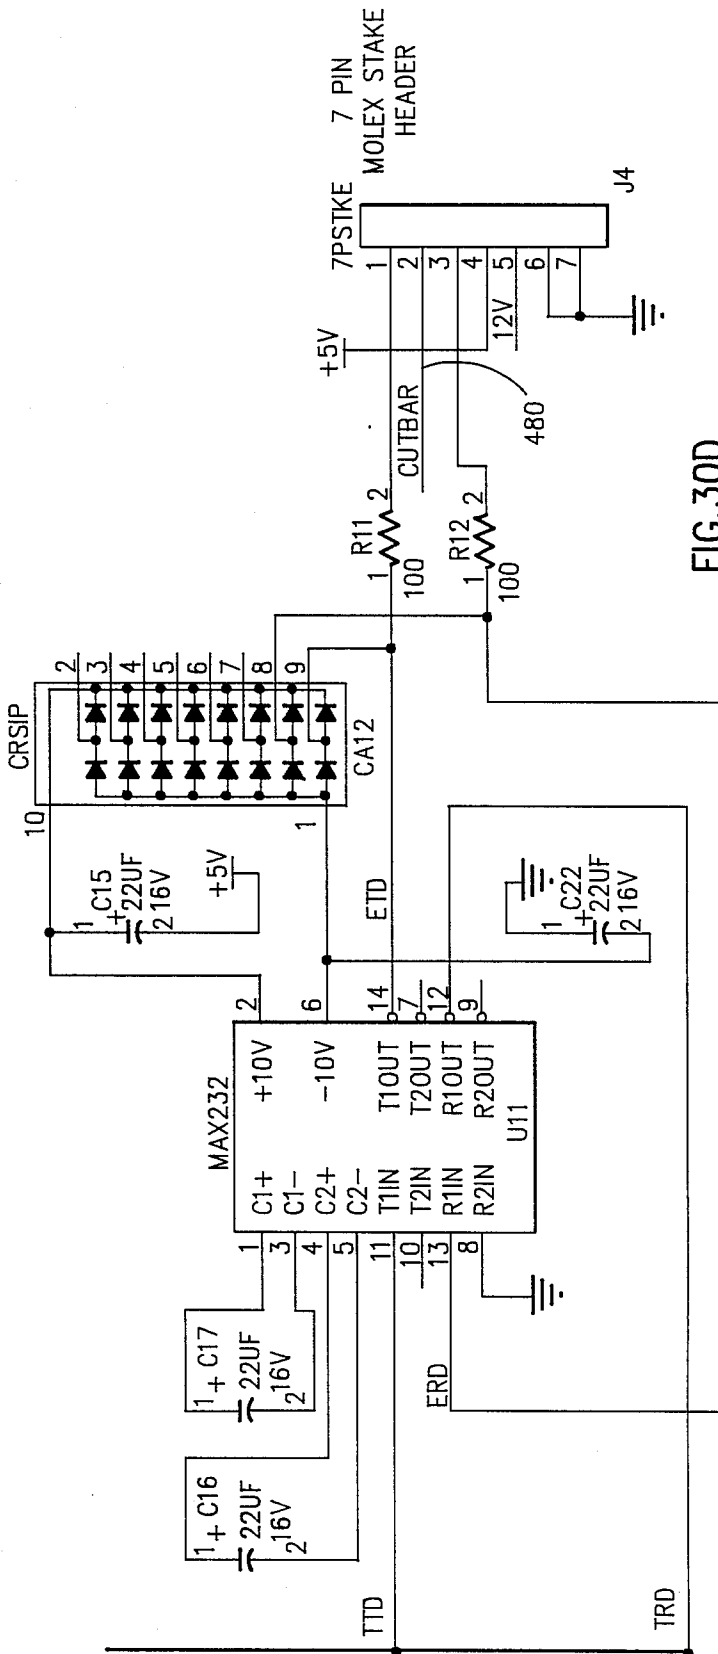 7 PIN
MOLEX STAKE
HEADER
7PSTKE
1
2
3
4
5
6
7
J4
+5V
12V
CUTBAR
480
R11
1
2
100
R12
1
2
100
FIG.30D
CRSIP
10
1
2
3
4
5
6
7
8
9
CA12
1
C15
+
22UF
2
16V
+5V
ETD
1
C22
+
22UF
2
16V
MAX232
2
6
14
7
12
9
+10V
-10V
T1OUT
T2OUT
R1OUT
R2OUT
C1+
C1-
C2+
C2-
T1IN
T2IN
R1IN
R2IN
U11
1
3
4
5
11
10
13
8
1
+
C17
22UF
16V
2
1
+
C16
22UF
16V
2
ERD
TTD
TRD